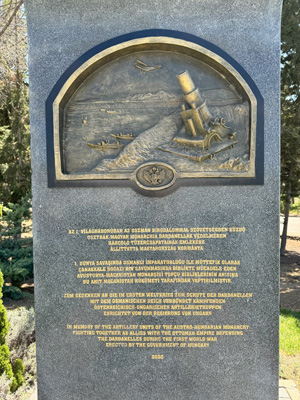 AZ I. VILÁGHÁBORÚBAN AZ OSZMÁN BIRODALOMMAL SZÖVETSÉGBEN KÜZDŐ
OSZTRÁK-MAGYAR MONARCHIA DARDANELLÁK VÉDELMÉBEN
HARCOLÓ TÜZÉRCSAPATAINAK EMLÉKÉRE
ÁLLÍTTATTA MAGYARORSZÁG KORMÁNYA
I. DÜNYA SAVAŞINDA OSMANLI İMPARATORLUĞU İLE MÜTTEFİK OLARAK
ÇANAKKALE BOĞAZI'NIN SAVUNMASINDA BİRLİKTE MÜCADELE EDEN
AVUSTURYA-MACARİSTAN MONARŞİSİ TOPÇU BİRLİKLERİNİN ANISINA
BU ANIT MACARİSTAN HÜKÜMETİ TARAFINDAN YAPTIRILMIŞTIR.
ZUM GEDENKEN AN DIE IM ERSTEN WELTKRIEG ZUM SCHUTZ DER DARDANELLEN
MIT DEM OSMANISCHEN REICH VERBÜNDET KÄMPFENDEN
ÖSTERREICHISCH-UNGARISCHEN ARTILLERIETRUPPEN
ERRICHTET VON DER REGIERUNG VON UNGARN
IN MEMORY OF THE ARTILLERY UNITS OF THE AUSTRO-HUNGARIAN MONARCHY
FIGHTING TOGETHER AS ALLIES WITH THE OTTOMAN EMPIRE DEFENDING
THE DARDANELLES DURING THE FIRST WORLD WAR
ERECTED BY THE GOVERNMENT OF HUNGARY